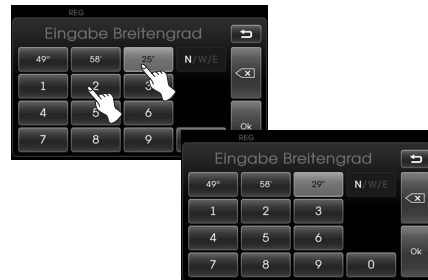 REG
Eingabe Breitengrad
49° 58' 25" N/W/E
1 2 3
4 5 6
Ok
7 8 9
REG
Eingabe Breitengrad
49° 58' 29" N/W/E
1 2 3
4 5 6
Ok
7 8 9 0